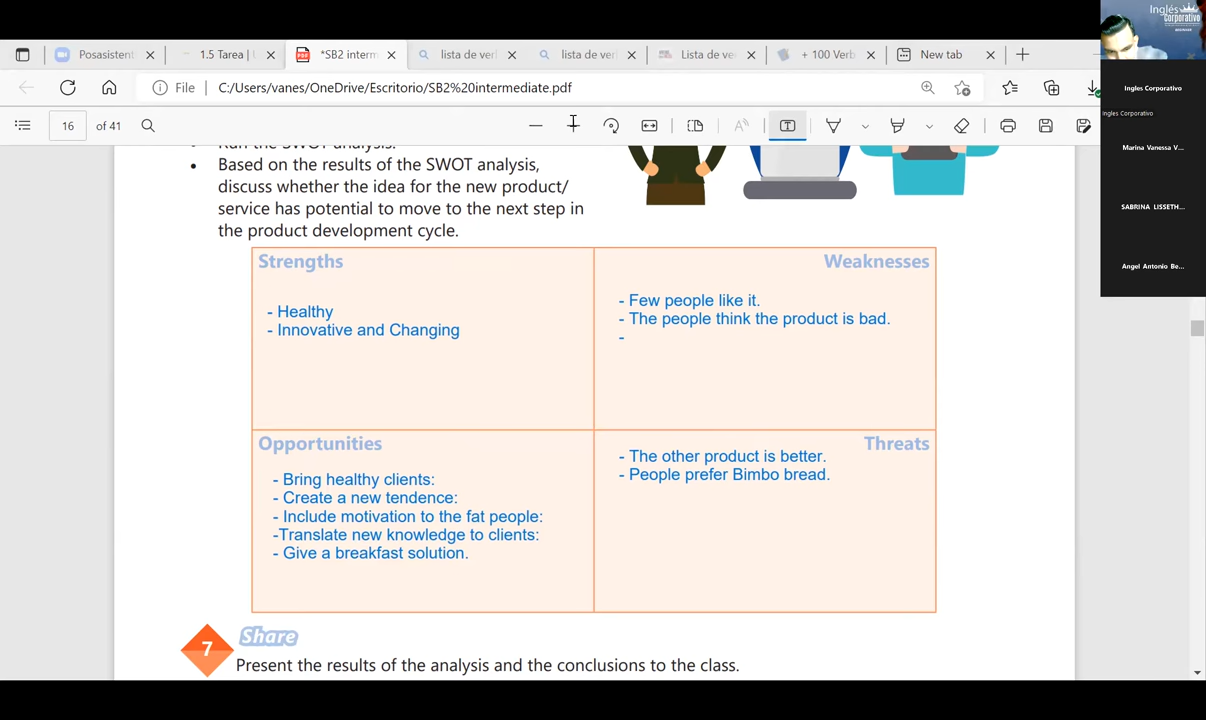 Posasistent
1.5 Tarea | U
*SB2 interm
lista de ver
lista de ver
Lista de ve
+ 100 Verb
New tab
File
C:/Users/vanes/OneDrive/Escritorio/SB2%20intermediate.pdf
16 of 41
Run the SWOT analysis.
Based on the results of the SWOT analysis,
discuss whether the idea for the new product/
service has potential to move to the next step in
the product development cycle.
Strengths
- Healthy
- Innovative and Changing
Weaknesses
- Few people like it.
- The people think the product is bad.
-
Opportunities
- Bring healthy clients:
- Create a new tendence:
- Include motivation to the fat people:
-Translate new knowledge to clients:
- Give a breakfast solution.
Threats
- The other product is better.
- People prefer Bimbo bread.
7
Share
Present the results of the analysis and the conclusions to the class.
Inglés
Corporativo
Ingles Corporativo
Ingles Corporativo
Marina Vanessa V...
SABRINA LISSETH...
Angel Antonio Be...